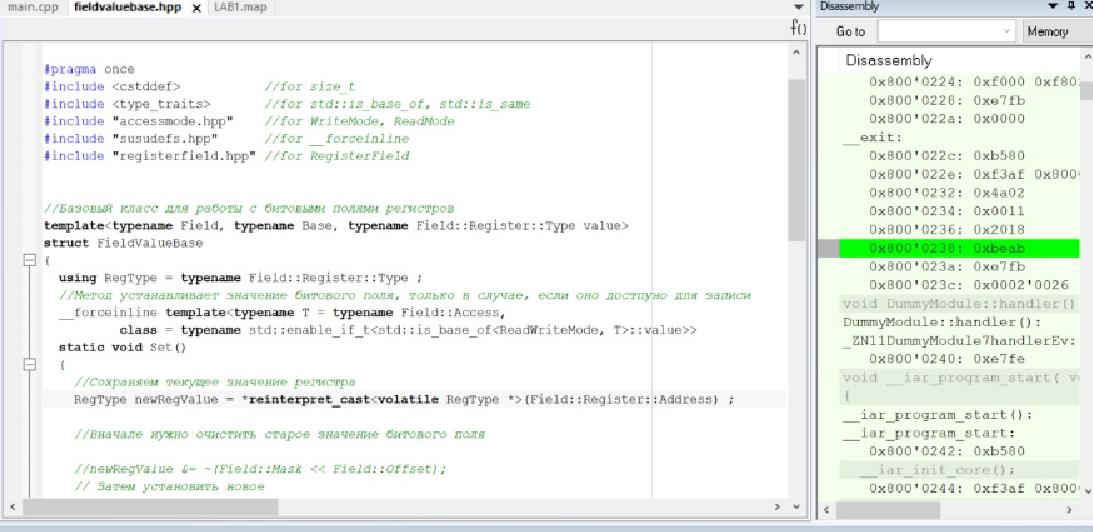 main.cpp fieldvaluebase.hpp x LAB1.map
f()
#pragma once
#include <cstddef> //for size_t
#include <type_traits> //for std::is_base_of, std::is_same
#include "accessmode.hpp" //for WriteMode, ReadMode
#include "susudefs.hpp" //for __forceinline
#include "registerfield.hpp" //for RegisterField
//Базовый класс для работы с битовыми полями регистров
template<typename Field, typename Base, typename Field::Register::Type value>
struct FieldValueBase
{
using RegType = typename Field::Register::Type ;
//Метод устанавливает значение битового поля, только в случае, если оно достпуно для записи
__forceinline template<typename T = typename Field::Access,
class = typename std::enable_if_t<std::is_base_of<ReadWriteMode, T>::value>>
static void Set()
{
//Сохраняем текущее значение регистра
RegType newRegValue = *reinterpret_cast<volatile RegType *>(Field::Register::Address) ;
//Вначале нужно очистить старое значение битового поля
//newRegValue &= ~(Field::Mask << Field::Offset);
// Затем установить новое
Disassembly
Go to Memory
Disassembly
0x800'0224: 0xf000 0xf80
0x800'0228: 0xe7fb
0x800'022a: 0x0000
__exit:
0x800'022c: 0xb580
0x800'022e: 0xf3af 0x800
0x800'0232: 0x4a02
0x800'0234: 0x0011
0x800'0236: 0x2018
0x800'0238: 0xbeab
0x800'023a: 0xe7fb
0x800'023c: 0x0002'0026
void DummyModule::handler()
DummyModule::handler():
_ZN11DummyModule7handlerEv:
0x800'0240: 0xe7fe
void __iar_program_start( v
{
__iar_program_start():
__iar_program_start:
0x800'0242: 0xb580
__iar_init_core();
0x800'0244: 0xf3af 0x800